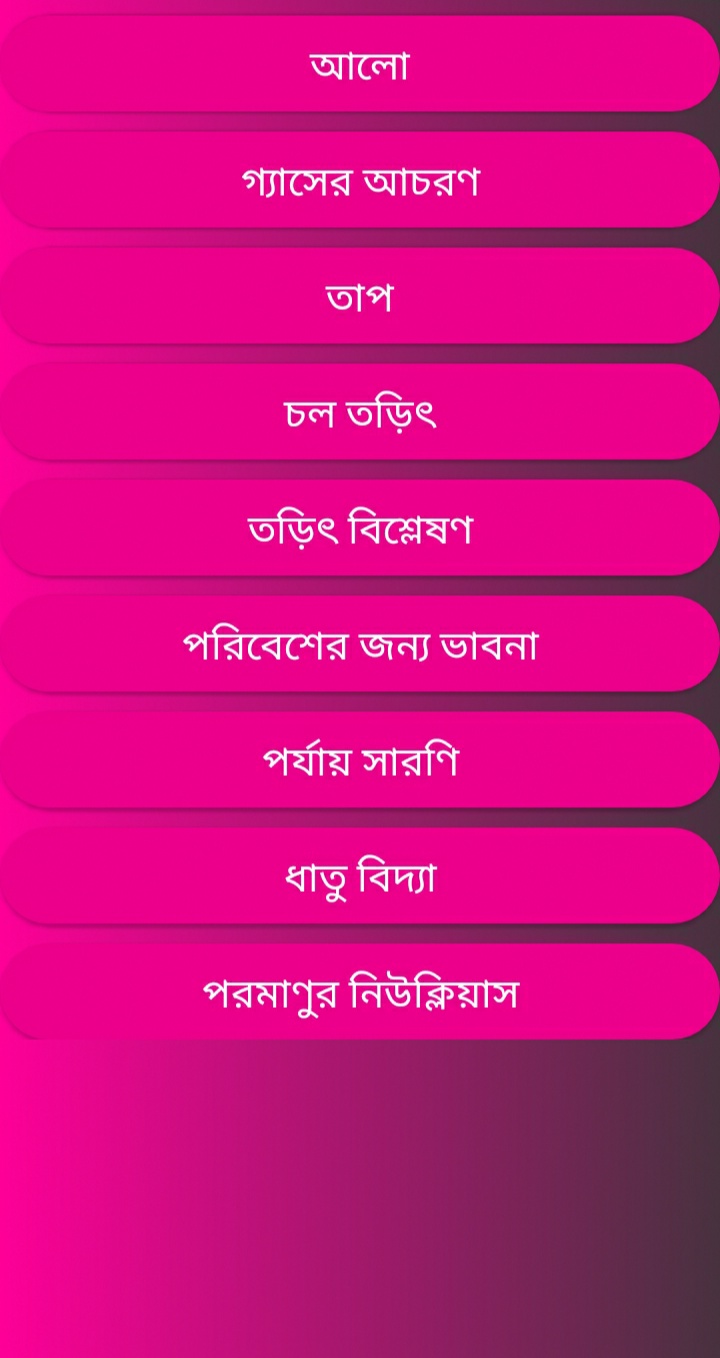 আলো
গ্যাসের আচরণ
তাপ
চল তড়িৎ
তড়িৎ বিশ্লেষণ
পরিবেশের জন্য ভাবনা
পর্যায় সারণি
ধাতু বিদ্যা
পরমাণুর নিউক্লিয়াস